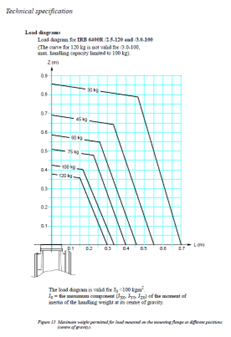 Technical specification
Load diagrams
Load diagram for IRB 6400R /2.5-120 and /3.0-100
(The curve for 120 kg is not valid for /3.0-100,
max. handling capacity limited to 100 kg).
Z (m)
0.9
0.8
0.7
0.6
0.5
0.4
0.3
0.2
0.1
30 kg
45 kg
60 kg
75 kg
100 kg
120 kg
0.1 0.2 0.3 0.4 0.5 0.6 0.7 L (m)
The load diagram is valid for J0 <100 kgm².
J0 = the maximum component (JX0, JY0, JZ0) of the moment of
inertia of the handling weight at its centre of gravity.
Figure 13 Maximum weight permitted for load mounted on the mounting flange at different positions
(centre of gravity).